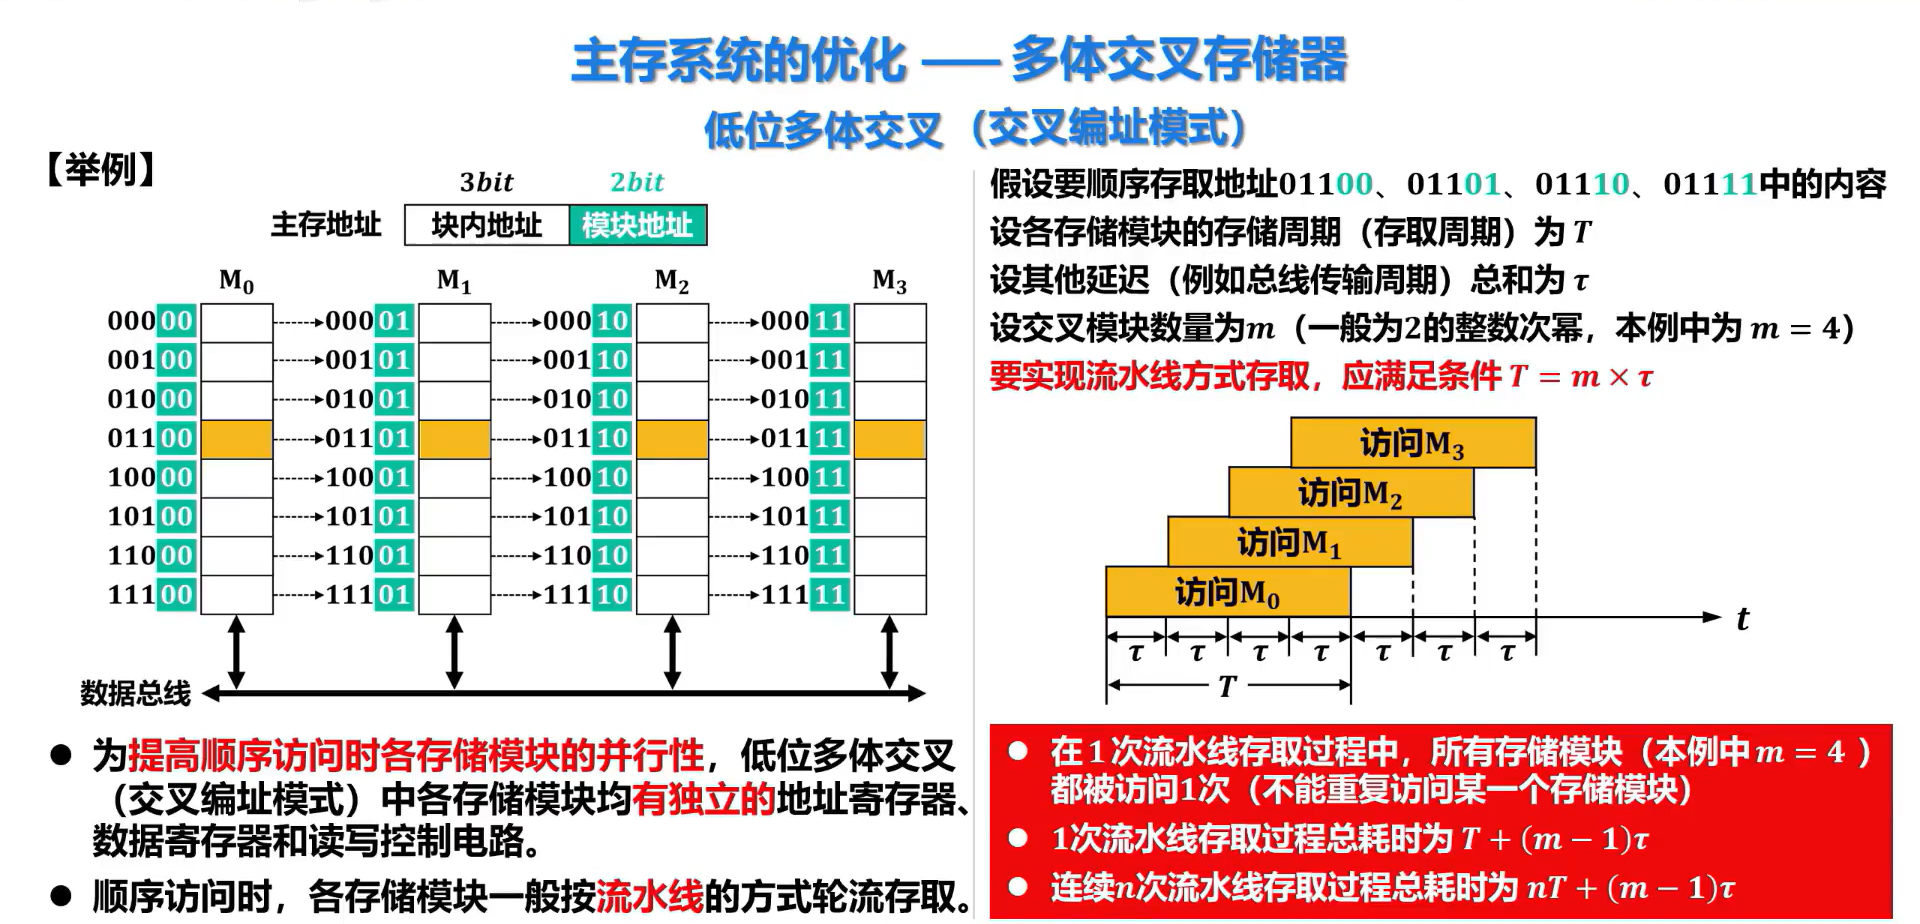 主存系统的优化 —— 多体交叉存储器
低位多体交叉（交叉编址模式）
【举例】
3bit 2bit
主存地址 块内地址 模块地址
M0 M1 M2 M3
00000 00001 00010 00011
00100 00101 00110 00111
01000 01001 01010 01011
01100 01101 01110 01111
10000 10001 10010 10011
10100 10101 10110 10111
11000 11001 11010 11011
11100 11101 11110 11111
数据总线
● 为提高顺序访问时各存储模块的并行性，低位多体交叉
（交叉编址模式）中各存储模块均有独立的地址寄存器、
数据寄存器和读写控制电路。
● 顺序访问时，各存储模块一般按流水线的方式轮流存取。
假设要顺序存取地址01100、01101、01110、01111中的内容
设各存储模块的存储周期（存取周期）为 T
设其他延迟（例如总线传输周期）总和为 τ
设交叉模块数量为m（一般为2的整数次幂，本例中为 m = 4）
要实现流水线方式存取，应满足条件 T = m × τ
访问M3
访问M2
访问M1
访问M0
t
τ τ τ τ τ τ τ
T
● 在1次流水线存取过程中，所有存储模块（本例中m = 4 ）
都被访问1次（不能重复访问某一个存储模块）
● 1次流水线存取过程总耗时为 T + (m − 1)τ
● 连续n次流水线存取过程总耗时为 nT + (m − 1)τ